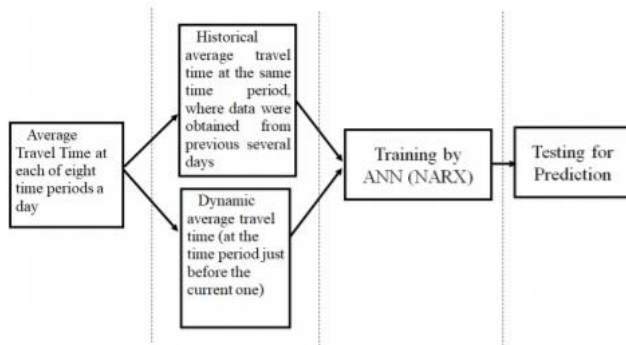 Average
Travel Time at
each of eight
time periods a
day
Historical
average travel
time at the same
time period,
where data were
obtained from
previous several
days
Dynamic
average travel
time (at the
time period just
before the
current one)
Training by
ANN (NARX)
Testing for
Prediction